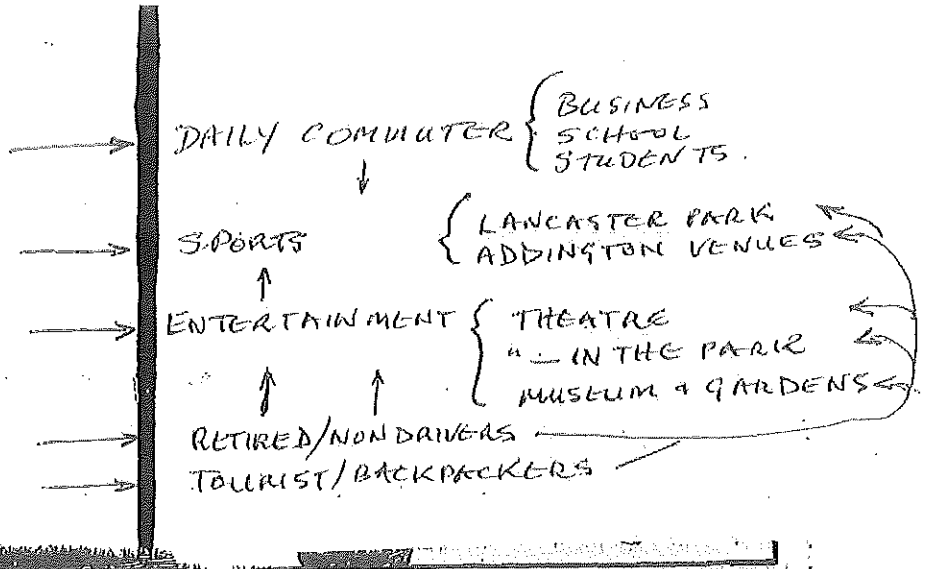 DAILY COMMUTER { BUSINESS
SCHOOL
STUDENTS.
SPORTS { LANCASTER PARK
ADDINGTON VENUES
ENTERTAINMENT { THEATRE
" — IN THE PARK
MUSEUM + GARDENS
RETIRED/NONDRIVERS
TOURIST/BACKPACKERS